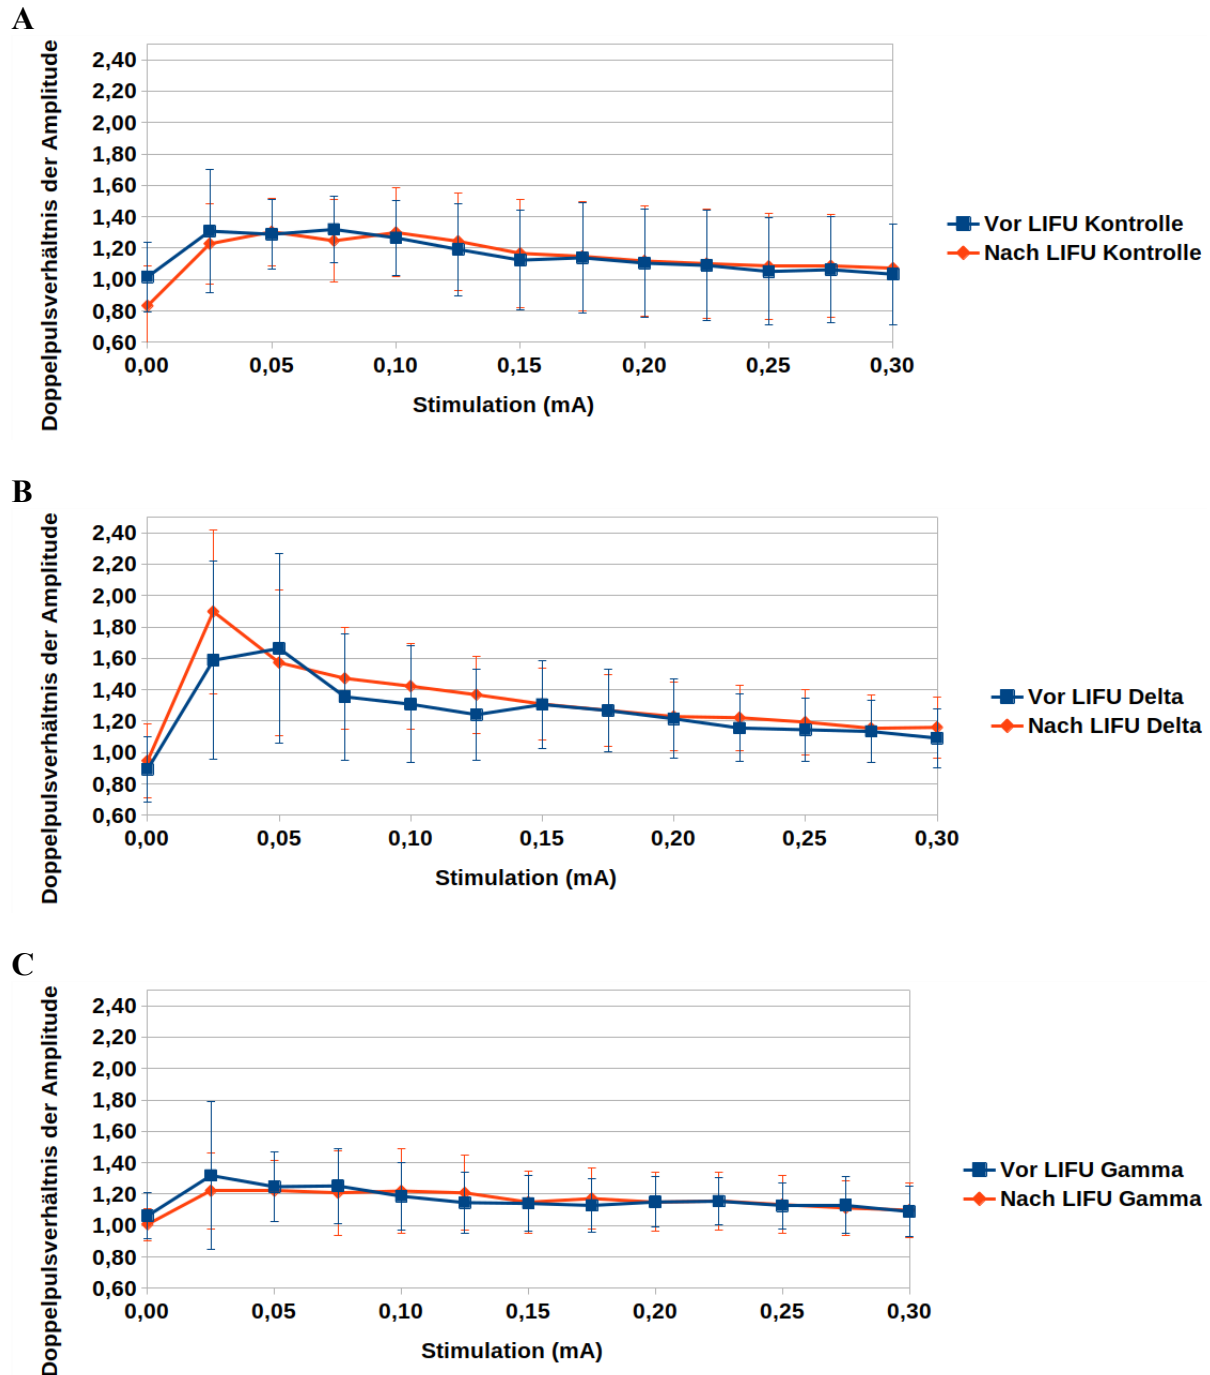 A
Doppelpulsverhältnis der Amplitude
2,40
2,20
2,00
1,80
1,60
1,40
1,20
1,00
0,80
0,60
0,00 0,05 0,10 0,15 0,20 0,25 0,30
Stimulation (mA)
Vor LIFU Kontrolle
Nach LIFU Kontrolle
B
Doppelpulsverhältnis der Amplitude
2,40
2,20
2,00
1,80
1,60
1,40
1,20
1,00
0,80
0,60
0,00 0,05 0,10 0,15 0,20 0,25 0,30
Stimulation (mA)
Vor LIFU Delta
Nach LIFU Delta
C
Doppelpulsverhältnis der Amplitude
2,40
2,20
2,00
1,80
1,60
1,40
1,20
1,00
0,80
0,60
0,00 0,05 0,10 0,15 0,20 0,25 0,30
Stimulation (mA)
Vor LIFU Gamma
Nach LIFU Gamma